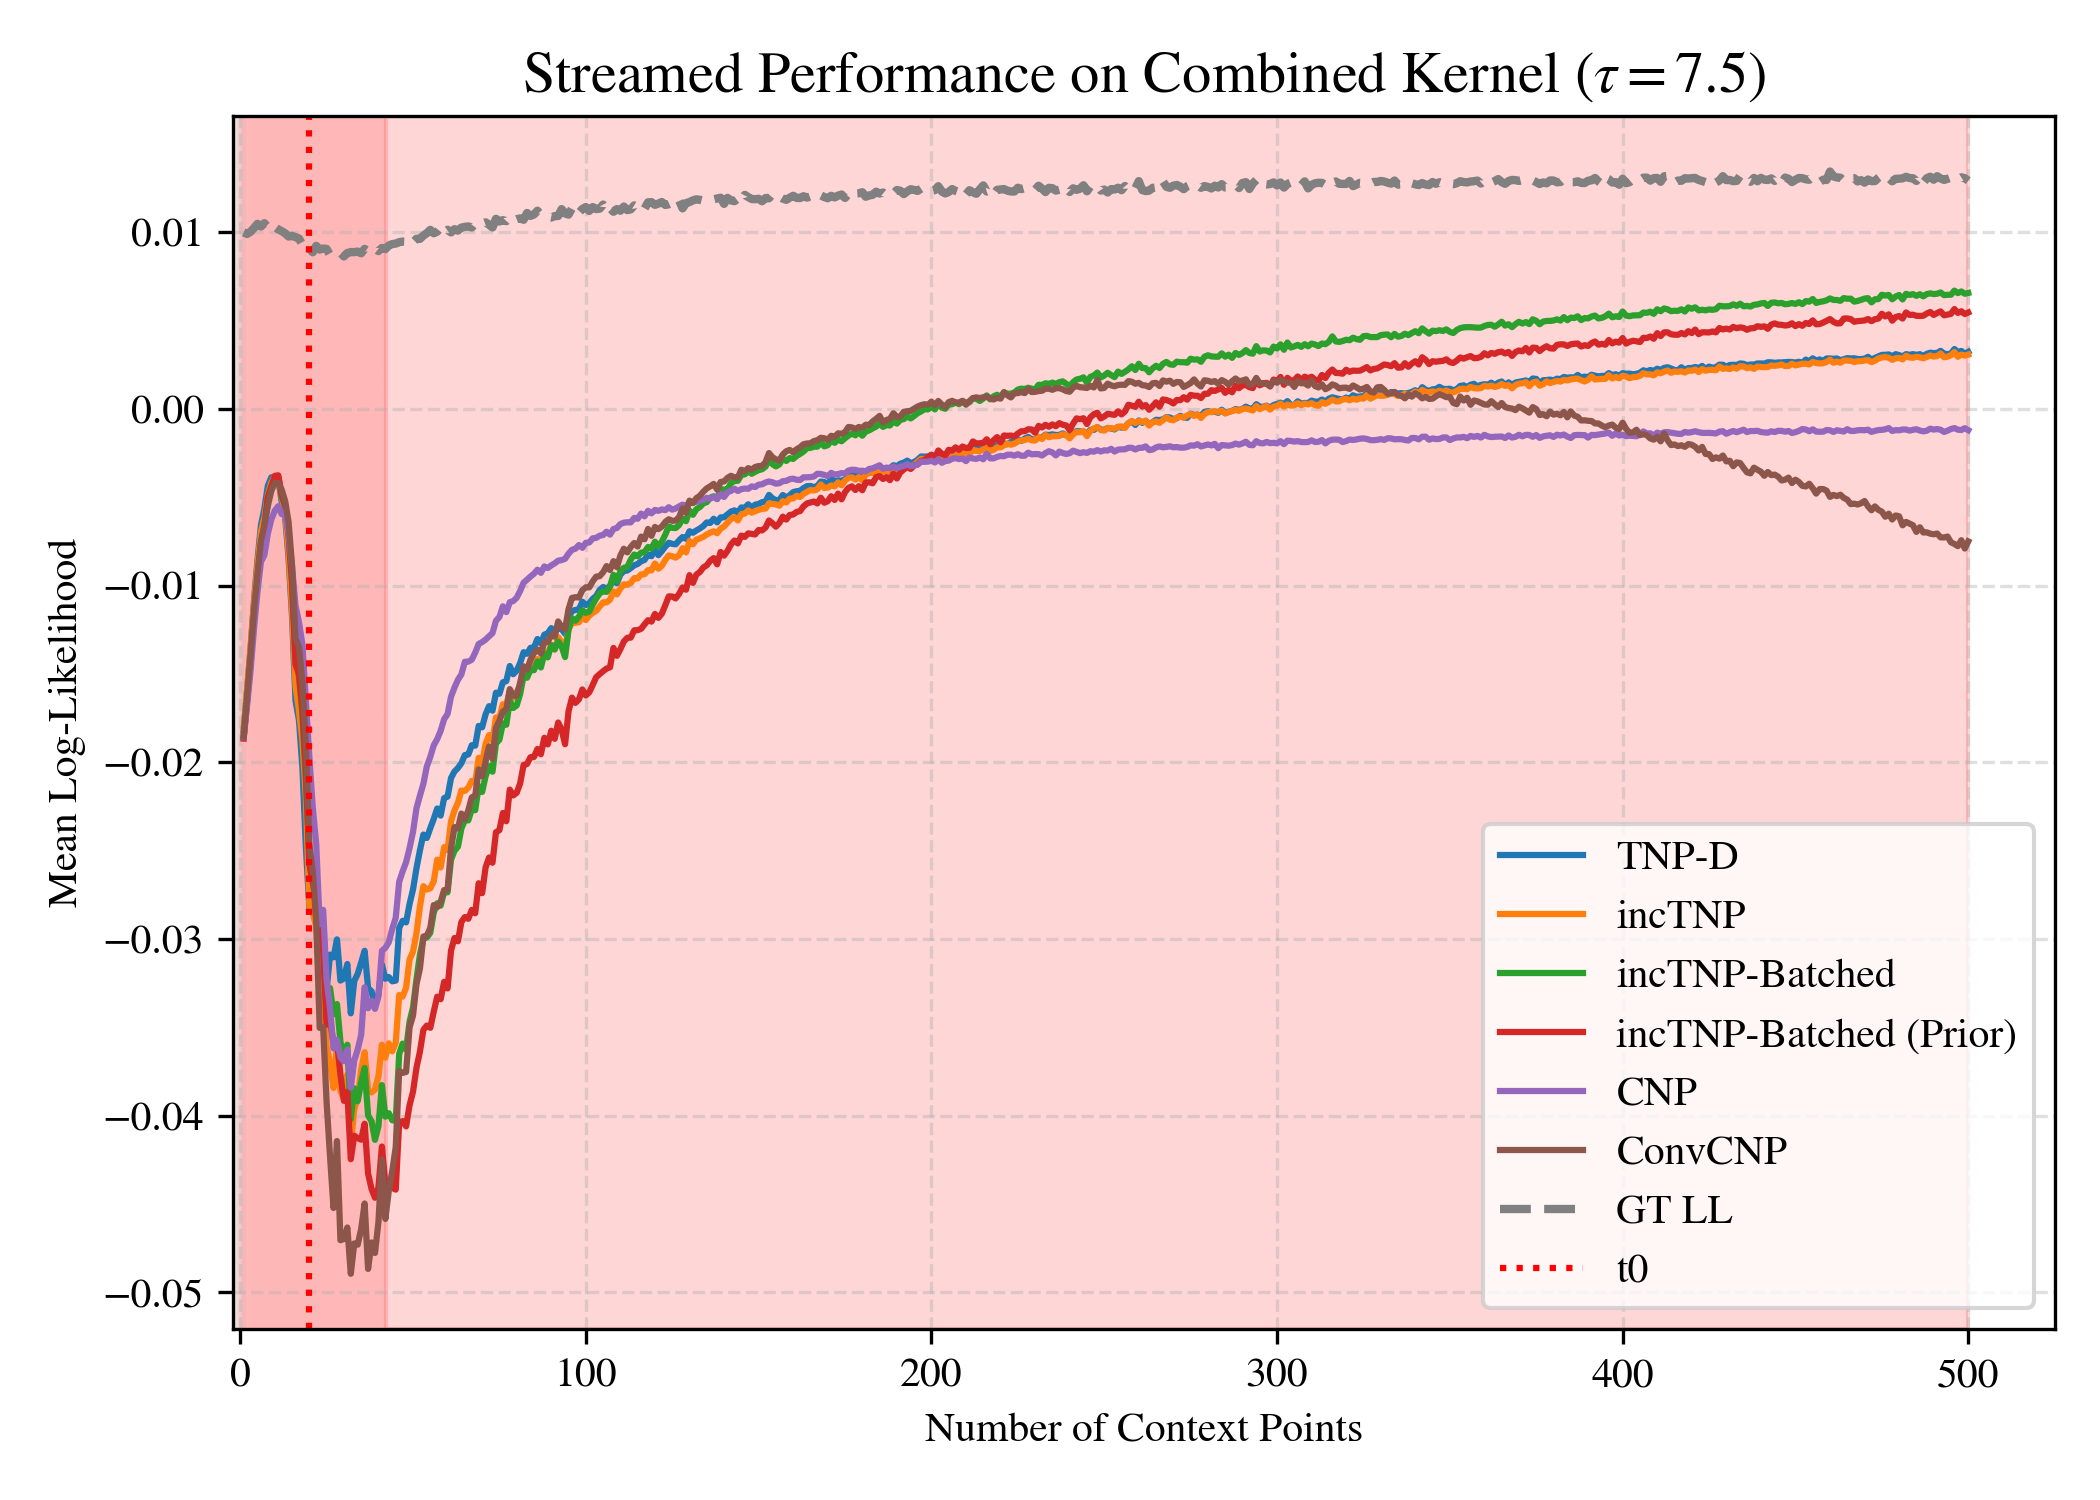 Streamed Performance on Combined Kernel (τ = 7.5)
Mean Log-Likelihood
0.01
0.00
−0.01
−0.02
−0.03
−0.04
−0.05
TNP-D
incTNP
incTNP-Batched
incTNP-Batched (Prior)
CNP
ConvCNP
GT LL
t0
0 100 200 300 400 500
Number of Context Points